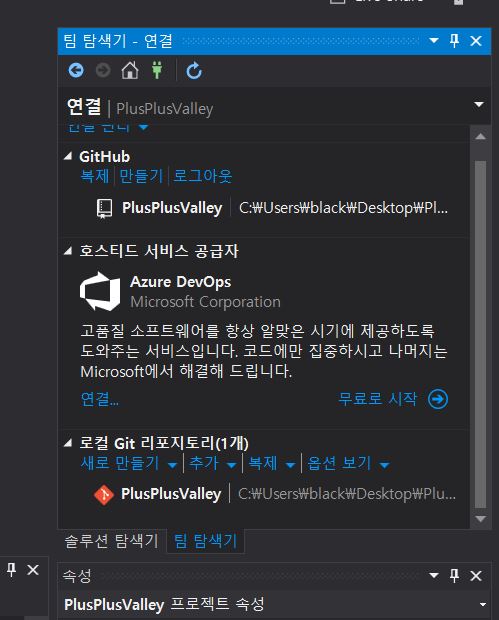 Live Share
팀 탐색기 - 연결
연결 | PlusPlusValley
연결 관리
GitHub
복제 | 만들기 | 로그아웃
PlusPlusValley | C:₩Users₩black₩Desktop₩Pl...
호스티드 서비스 공급자
Azure DevOps
Microsoft Corporation
고품질 소프트웨어를 항상 알맞은 시기에 제공하도록
도와주는 서비스입니다. 코드에만 집중하시고 나머지는
Microsoft에서 해결해 드립니다.
연결... 무료로 시작
로컬 Git 리포지토리(1개)
새로 만들기 | 추가 | 복제 | 옵션 보기
PlusPlusValley | C:₩Users₩black₩Desktop₩Plu...
솔루션 탐색기 팀 탐색기
속성
PlusPlusValley 프로젝트 속성